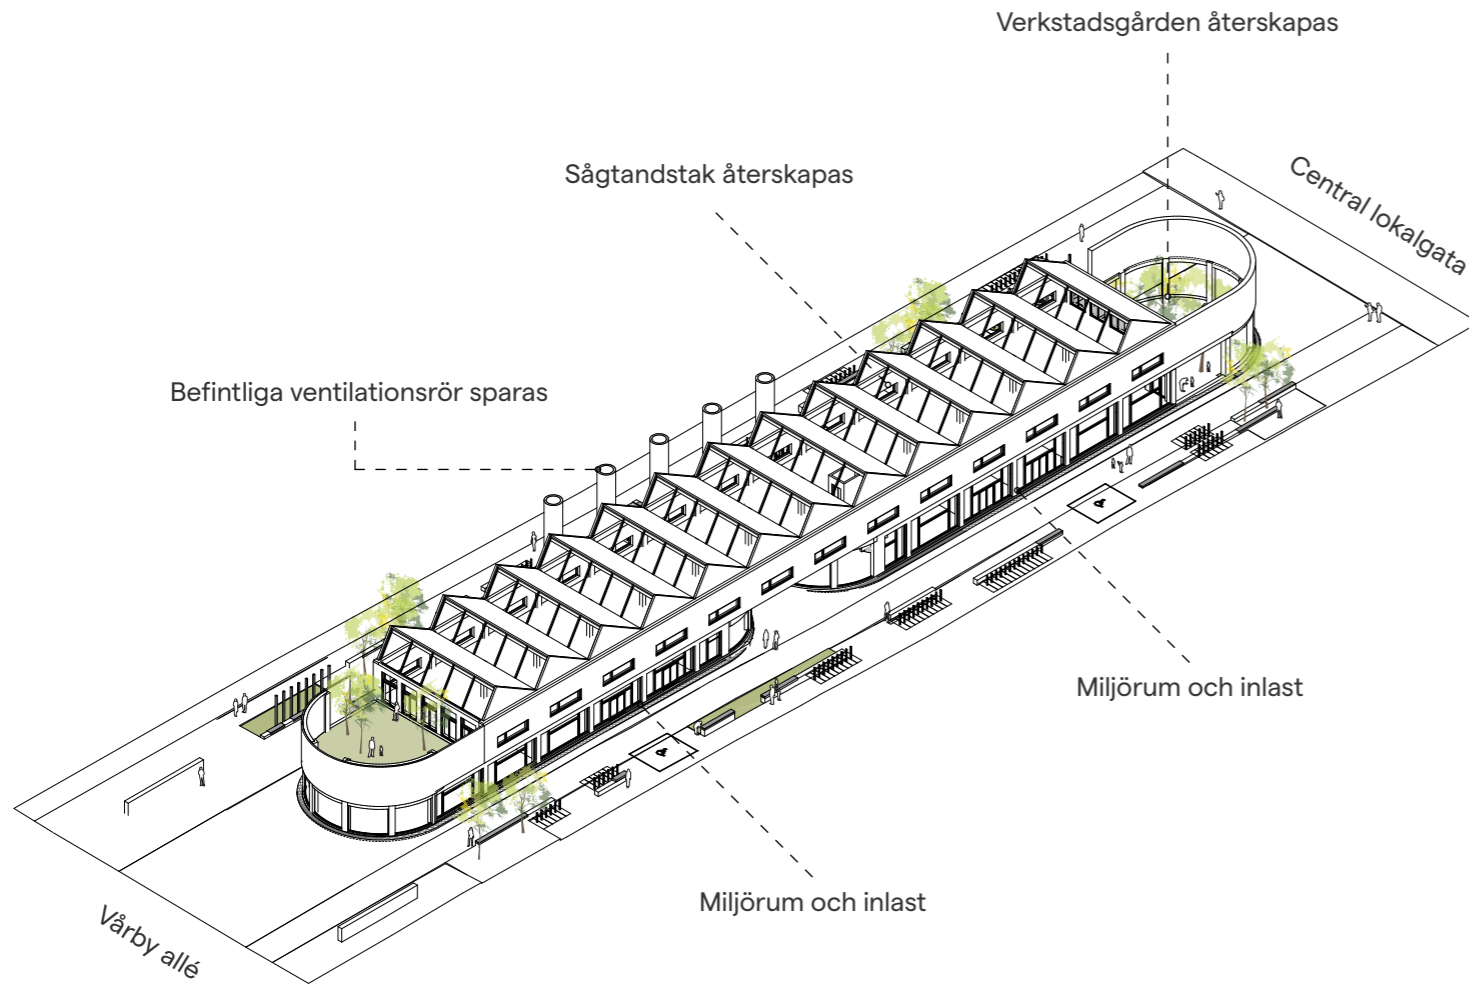 Verkstadsgården återskapas
Sågtandstak återskapas
Central lokalgata
Befintliga ventilationsrör sparas
Miljörum och inlast
Miljörum och inlast
Vårby allé